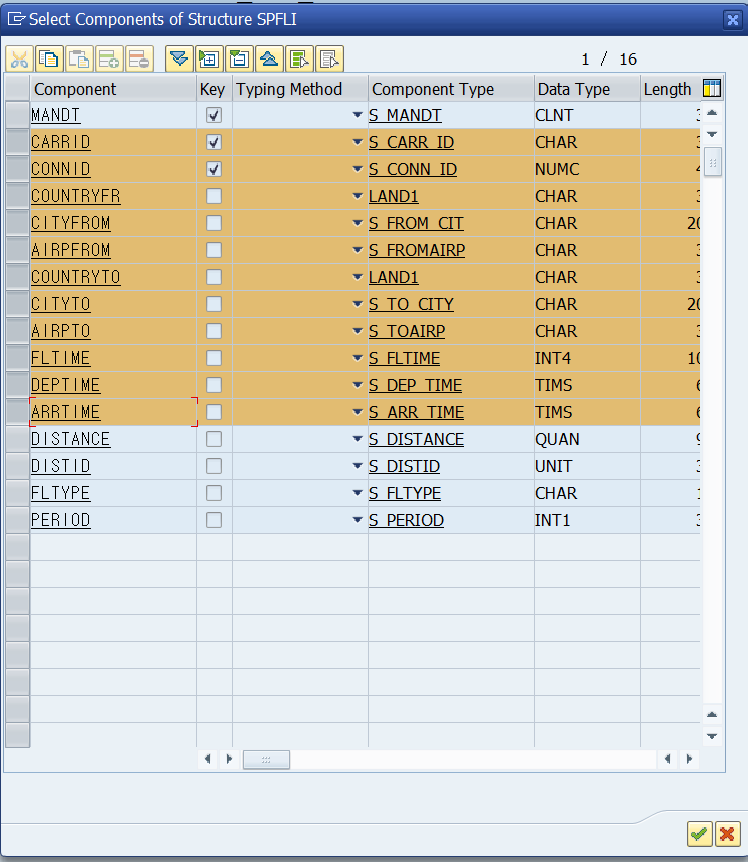 Select Components of Structure SPFLI
1 / 16
Component Key Typing Method Component Type Data Type Length
MANDT S_MANDT CLNT 3
CARRID S_CARR_ID CHAR 3
CONNID S_CONN_ID NUMC 4
COUNTRYFR LAND1 CHAR 3
CITYFROM S_FROM_CIT CHAR 20
AIRPFROM S_FROMAIRP CHAR 3
COUNTRYTO LAND1 CHAR 3
CITYTO S_TO_CITY CHAR 20
AIRPTO S_TOAIRP CHAR 3
FLTIME S_FLTIME INT4 10
DEPTIME S_DEP_TIME TIMS 6
ARRTIME S_ARR_TIME TIMS 6
DISTANCE S_DISTANCE QUAN 9
DISTID S_DISTID UNIT 3
FLTYPE S_FLTYPE CHAR 1
PERIOD S_PERIOD INT1 3